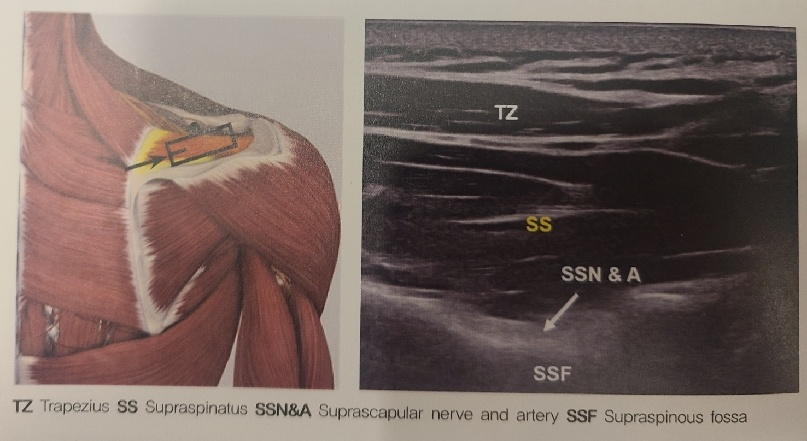 TZ
SS
SSN & A
SSF
TZ Trapezius SS Supraspinatus SSN&A Suprascapular nerve and artery SSF Supraspinous fossa